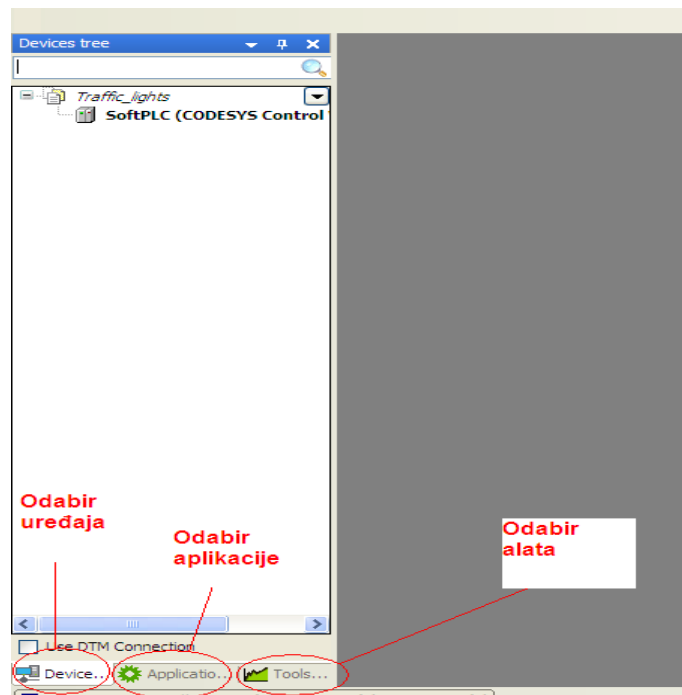 Devices tree
Traffic_lights
SoftPLC (CODESYS Control
Odabir
uređaja
Odabir
aplikacije
Odabir
alata
Use DTM Connection
Device...
Applicatio...
Tools...